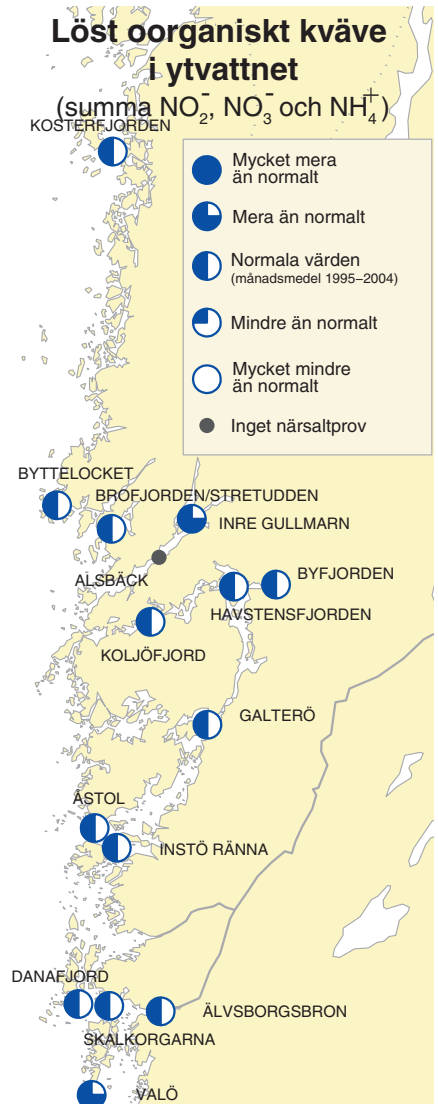 Löst oorganiskt kväve
i ytvattnet
(summa NO₂⁻, NO₃⁻ och NH₄⁺)
KOSTERFJORDEN
Mycket mera
än normalt
Mera än normalt
Normala värden
(månadsmedel 1995–2004)
Mindre än normalt
Mycket mindre
än normalt
Inget närsaltprov
BYTTELOCKET
BROFJORDEN/STRETUDDEN
INRE GULLMARN
ALSBÄCK
BYFJORDEN
HAVSTENSFJORDEN
KOLJÖFJORD
GALTERÖ
ÅSTOL
INSTÖ RÄNNA
DANAFJORD
ÄLVSBORGSBRON
SKALKORGARNA
VALÖ